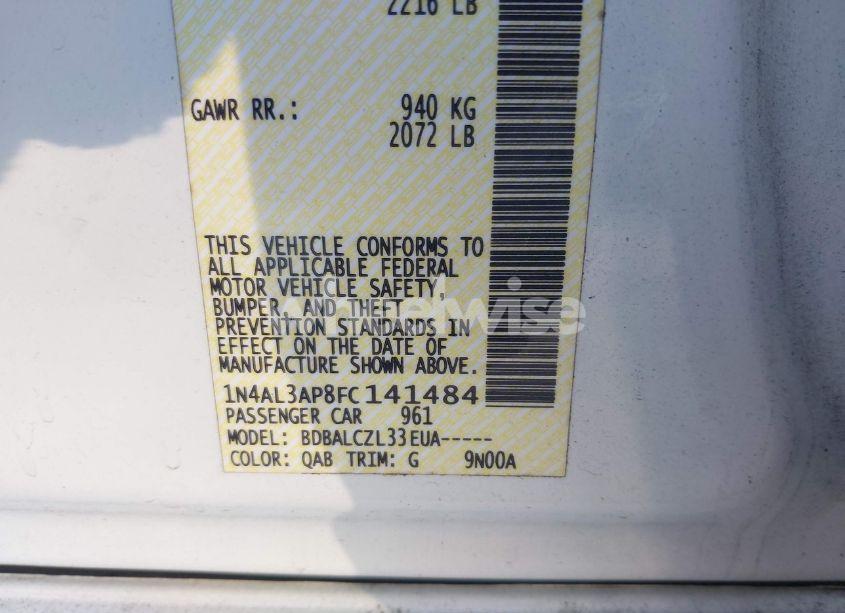 2216 LB
GAWR RR.: 940 KG
2072 LB
THIS VEHICLE CONFORMS TO
ALL APPLICABLE FEDERAL
MOTOR VEHICLE SAFETY,
BUMPER, AND THEFT
PREVENTION STANDARDS IN
EFFECT ON THE DATE OF
MANUFACTURE SHOWN ABOVE.
1N4AL3AP8FC141484
PASSENGER CAR 961
MODEL: BDBALCZL33EUA-----
COLOR: QAB TRIM: G 9N00A